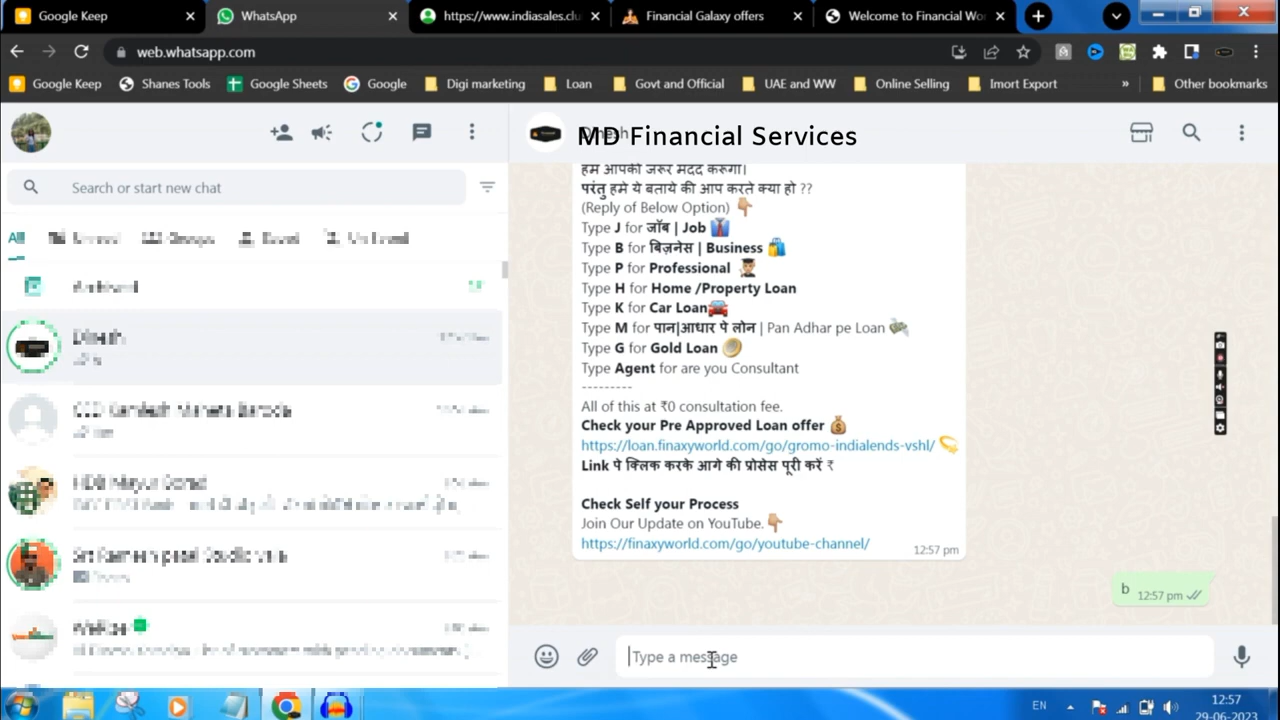 Google Keep
WhatsApp
https://www.indiasales.clu
Financial Galaxy offers
Welcome to Financial Wo
web.whatsapp.com
Google Keep
Shanes Tools
Google Sheets
Google
Digi marketing
Loan
Govt and Official
UAE and WW
Online Selling
Imort Export
»
Other bookmarks
MD Financial Services
Search or start new chat
All
Dinesh
हम आपकी जरूर मदद करूंगा।
परंतु हमे ये बताये की आप करते क्या हो ??
(Reply of Below Option) 👇🏼
Type J for जॉब | Job 👔
Type B for बिज़नेस | Business 🛍️
Type P for Professional 👨🏼‍🎓
Type H for Home /Property Loan
Type K for Car Loan🚗
Type M for पान|आधार पे लोन | Pan Adhar pe Loan 💸
Type G for Gold Loan 🪙
Type Agent for are you Consultant
---------
All of this at ₹0 consultation fee.
Check your Pre Approved Loan offer 💰
https://loan.finaxyworld.com/go/gromo-indialends-vshl/ 💫
Link पे क्लिक करके आगे की प्रोसेस पूरी करें ₹
Check Self your Process
Join Our Update on YouTube.👇🏼
https://finaxyworld.com/go/youtube-channel/
12:57 pm
b 12:57 pm
Type a message
EN
12:57
29-06-2023